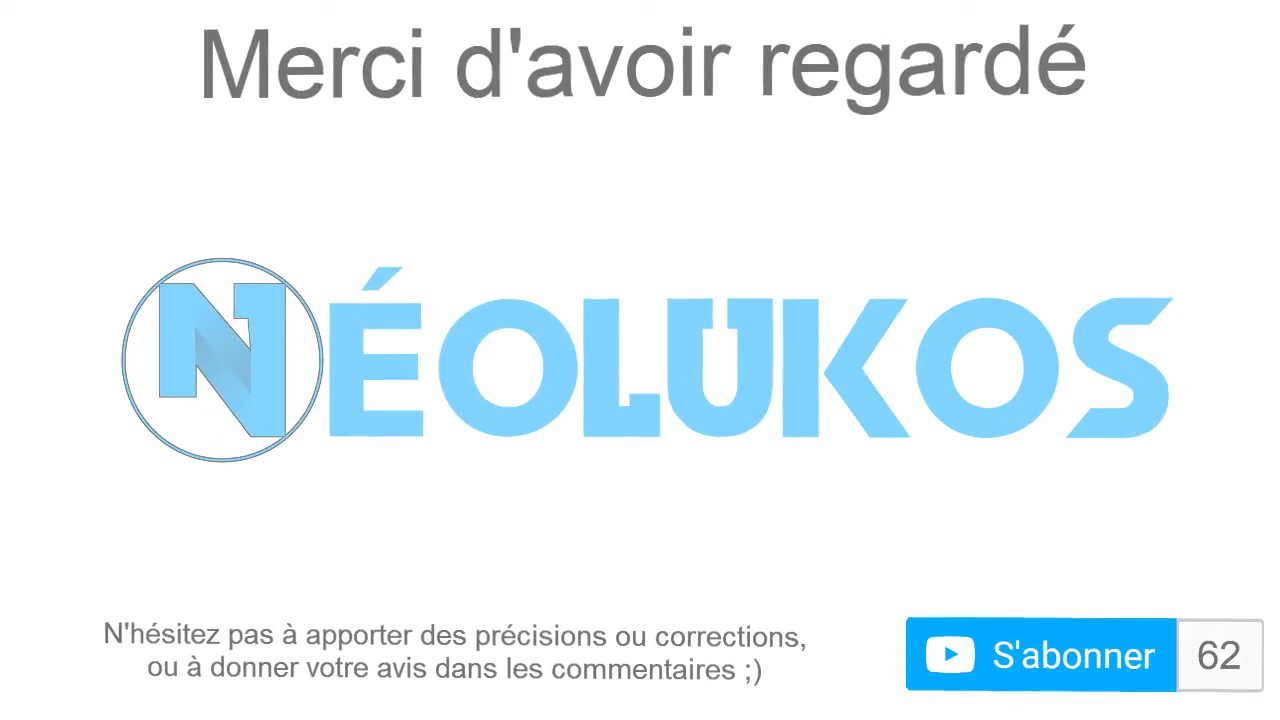 Merci d'avoir regardé
NÉOLUKOS
N'hésitez pas à apporter des précisions ou corrections,
ou à donner votre avis dans les commentaires ;)
S'abonner 62